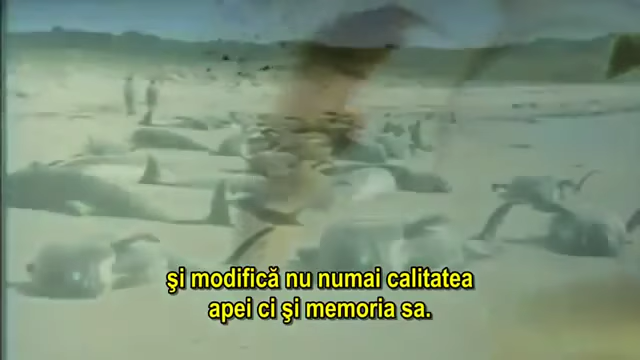 şi modifică nu numai calitatea
apei ci şi memoria sa.